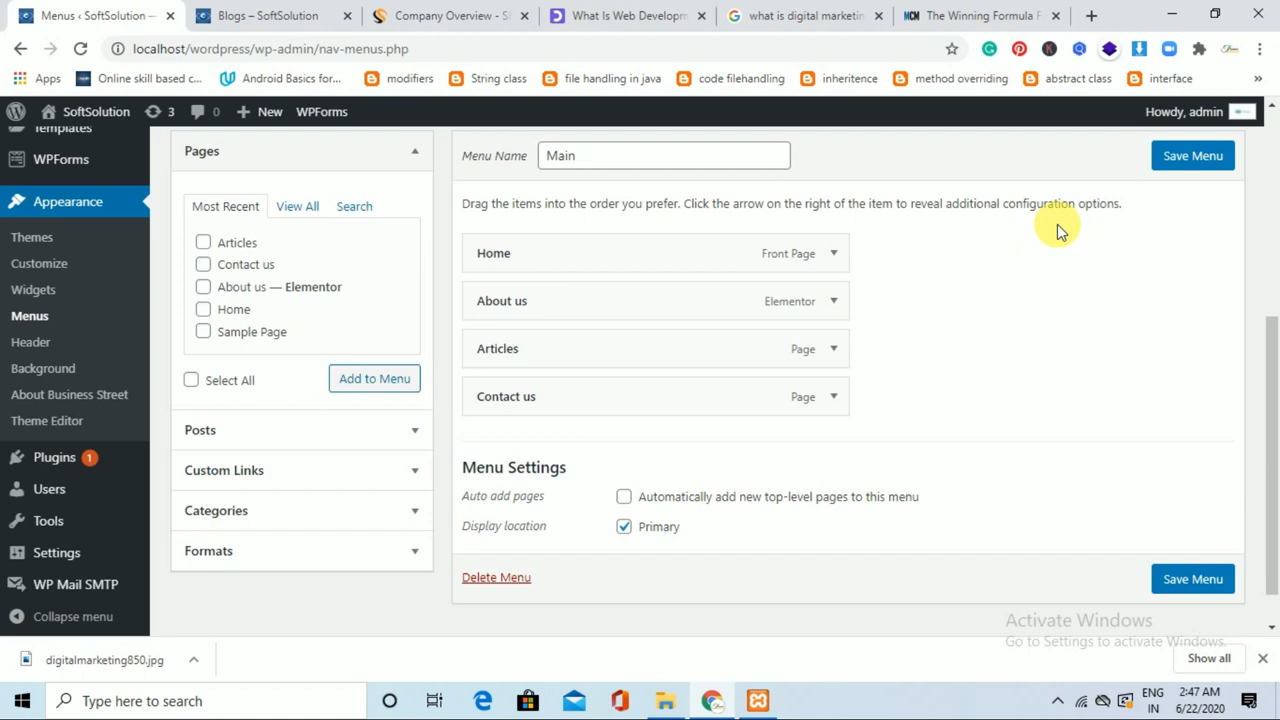 Menus ‹ SoftSolution —
Blogs – SoftSolution
Company Overview - S
What Is Web Developm
what is digital marketin
The Winning Formula F
localhost/wordpress/wp-admin/nav-menus.php
Apps
Online skill based c...
Android Basics for...
modifiers
String class
file handling in java
code filehandling
inheritence
method overriding
abstract class
interface
»
SoftSolution
3
0
New
WPForms
Howdy, admin
Templates
WPForms
Appearance
Themes
Customize
Widgets
Menus
Header
Background
About Business Street
Theme Editor
Plugins 1
Users
Tools
Settings
WP Mail SMTP
Collapse menu
Pages
Most Recent
View All
Search
Articles
Contact us
About us — Elementor
Home
Sample Page
Select All
Add to Menu
Posts
Custom Links
Categories
Formats
Menu Name
Main
Save Menu
Drag the items into the order you prefer. Click the arrow on the right of the item to reveal additional configuration options.
Home Front Page
About us Elementor
Articles Page
Contact us Page
Menu Settings
Auto add pages
Automatically add new top-level pages to this menu
Display location
Primary
Delete Menu
Save Menu
Activate Windows
Go to Settings to activate Windows.
digitalmarketing850.jpg
Show all
Type here to search
ENG
IN
2:47 AM
6/22/2020